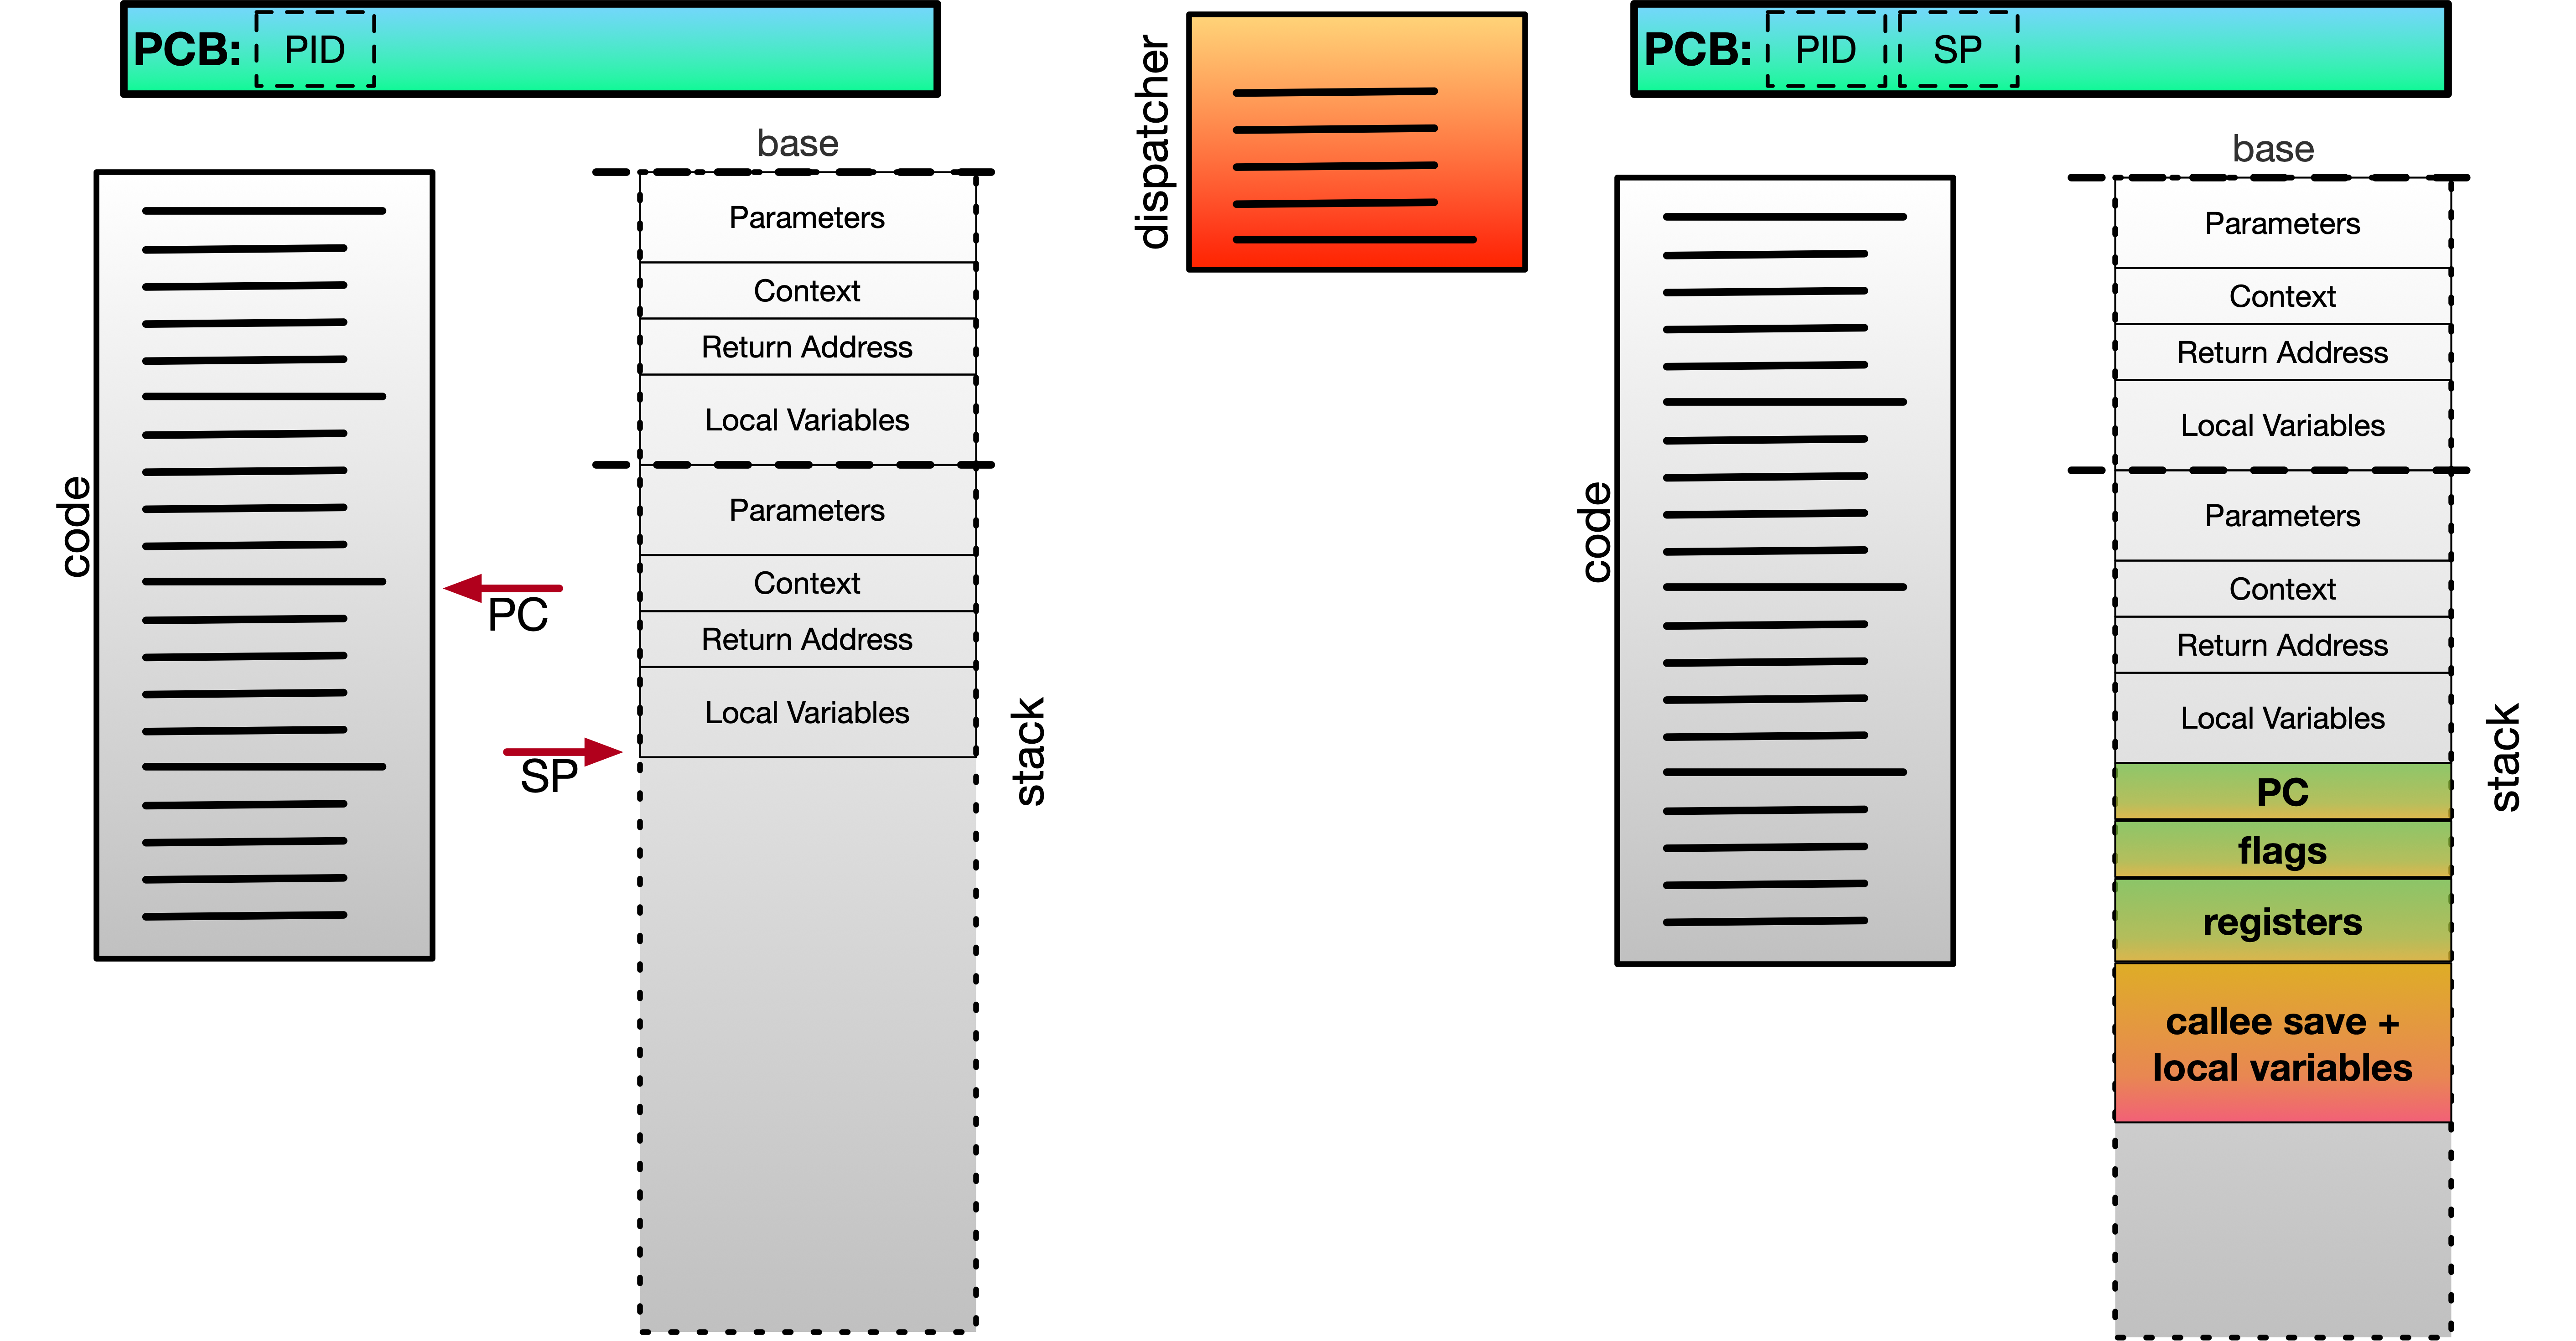 PCB: PID
base
code
Parameters
Context
Return Address
Local Variables
Parameters
Context
Return Address
Local Variables
PC
SP
stack
dispatcher
PCB: PID SP
base
code
Parameters
Context
Return Address
Local Variables
Parameters
Context
Return Address
Local Variables
PC
flags
registers
callee save +
local variables
stack